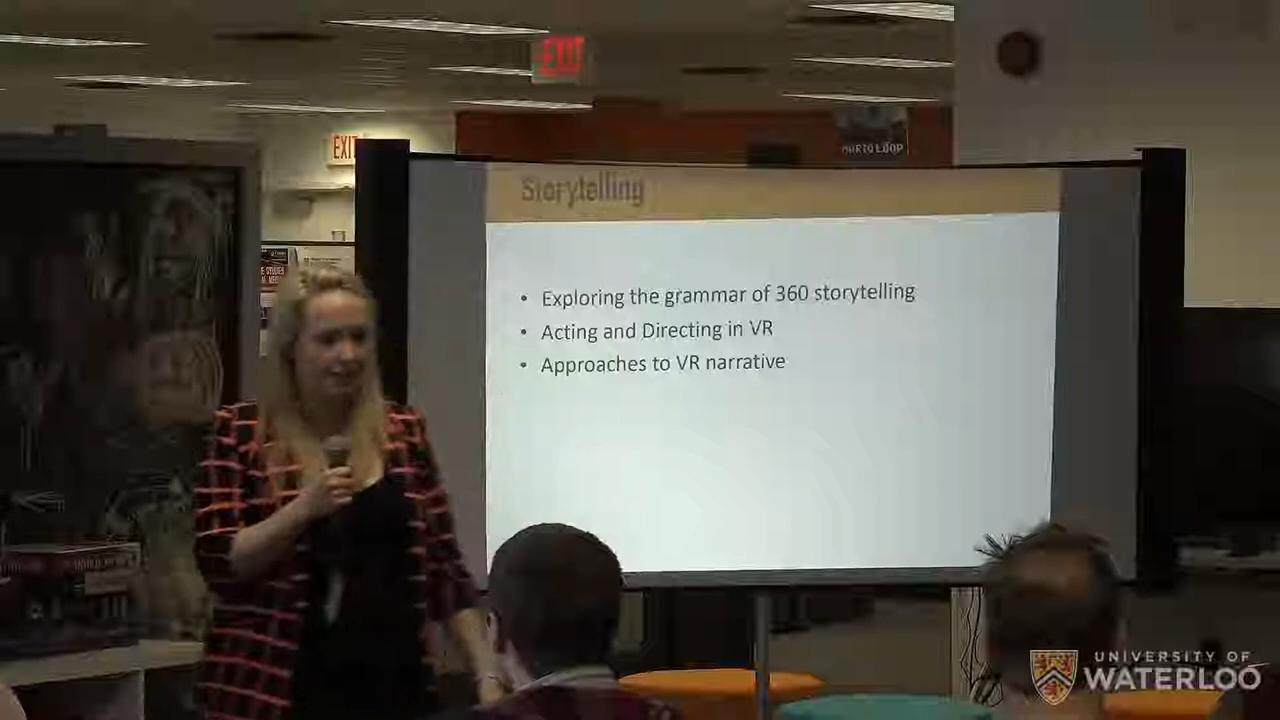 EXIT
EXIT
Storytelling
• Exploring the grammar of 360 storytelling
• Acting and Directing in VR
• Approaches to VR narrative
UNIVERSITY OF
WATERLOO